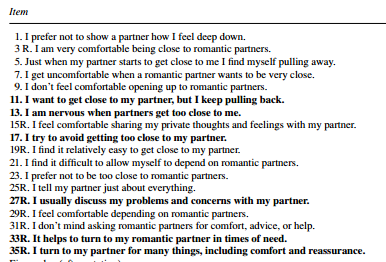 Item
1. I prefer not to show a partner how I feel deep down.
3 R. I am very comfortable being close to romantic partners.
5. Just when my partner starts to get close to me I find myself pulling away.
7. I get uncomfortable when a romantic partner wants to be very close.
9. I don't feel comfortable opening up to romantic partners.
11. I want to get close to my partner, but I keep pulling back.
13. I am nervous when partners get too close to me.
15R. I feel comfortable sharing my private thoughts and feelings with my partner.
17. I try to avoid getting too close to my partner.
19R. I find it relatively easy to get close to my partner.
21. I find it difficult to allow myself to depend on romantic partners.
23. I prefer not to be too close to romantic partners.
25R. I tell my partner just about everything.
27R. I usually discuss my problems and concerns with my partner.
29R. I feel comfortable depending on romantic partners.
31R. I don't mind asking romantic partners for comfort, advice, or help.
33R. It helps to turn to my romantic partner in times of need.
35R. I turn to my partner for many things, including comfort and reassurance.